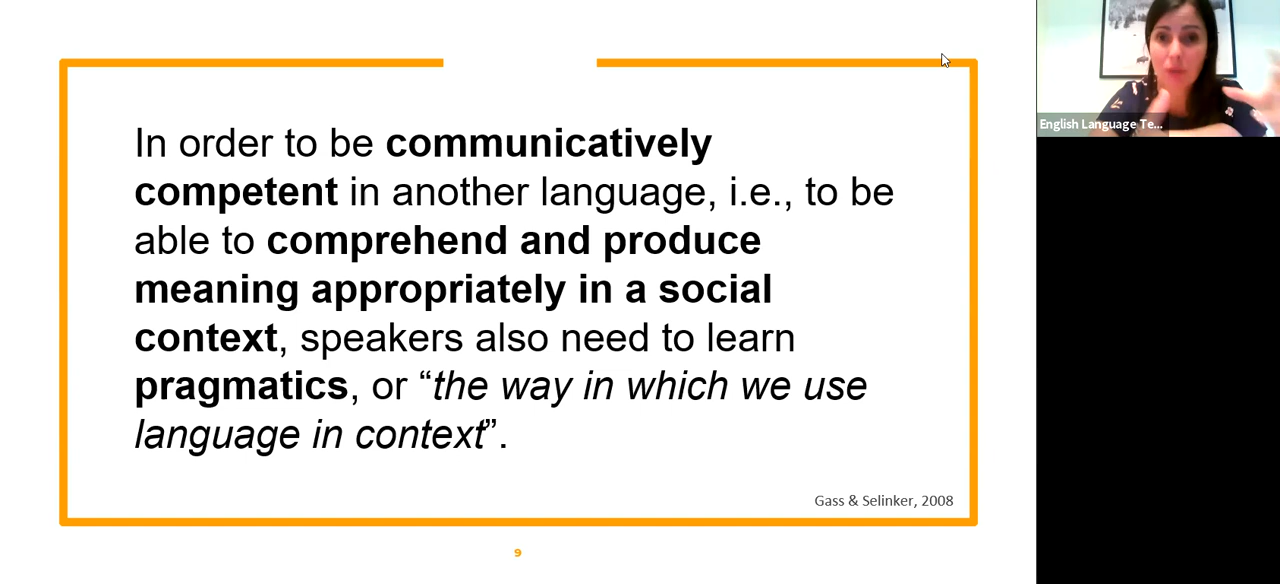 In order to be communicatively
competent in another language, i.e., to be
able to comprehend and produce
meaning appropriately in a social
context, speakers also need to learn
pragmatics, or “the way in which we use
language in context”.
Gass & Selinker, 2008
9
English Language Te...